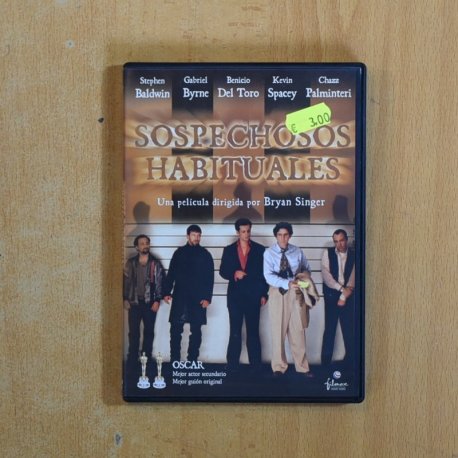 Stephen Gabriel Benicio Kevin Chazz
Baldwin Byrne Del Toro Spacey Palminteri
€ 3.00
SOSPECHOSOS
HABITUALES
Una película dirigida por Bryan Singer
OSCAR
Mejor actor secundario
Mejor guión original
filmax